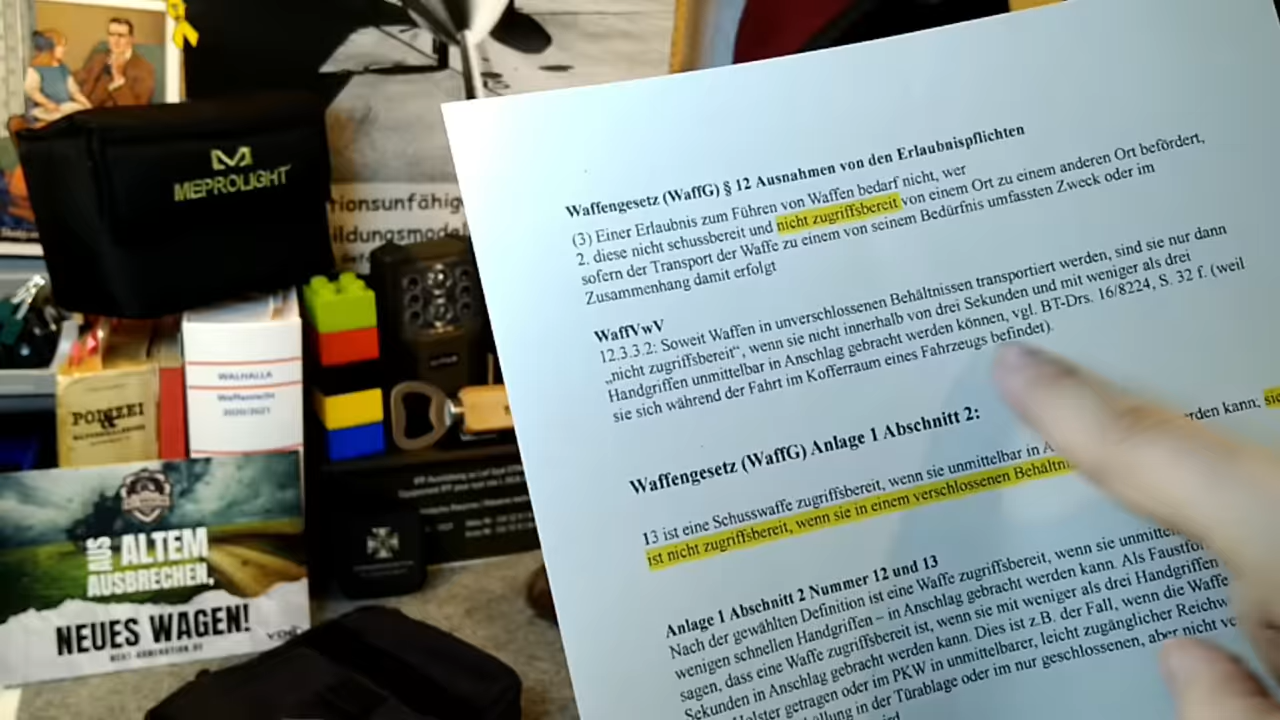 MEPROLIGHT
tionsunfähig
ildungsmodel
WALHALLA
Waffenrecht
2020/2021
POLIZEI
AUS ALTEM
AUSBRECHEN,
NEUES WAGEN!
Waffengesetz (WaffG) § 12 Ausnahmen von den Erlaubnispflichten
(3) Einer Erlaubnis zum Führen von Waffen bedarf nicht, wer
2. diese nicht schussbereit und nicht zugriffsbereit von einem Ort zu einem anderen Ort befördert,
sofern der Transport der Waffe zu einem von seinem Bedürfnis umfassten Zweck oder im
Zusammenhang damit erfolgt
WaffVwV
12.3.3.2: Soweit Waffen in unverschlossenen Behältnissen transportiert werden, sind sie nur dann
„nicht zugriffsbereit“, wenn sie nicht innerhalb von drei Sekunden und mit weniger als drei
Handgriffen unmittelbar in Anschlag gebracht werden können, vgl. BT-Drs. 16/8224, S. 32 f. (weil
sie sich während der Fahrt im Kofferraum eines Fahrzeugs befindet).
Waffengesetz (WaffG) Anlage 1 Abschnitt 2:
13 ist eine Schusswaffe zugriffsbereit, wenn sie unmittelbar in A rden kann; sie
ist nicht zugriffsbereit, wenn sie in einem verschlossenen Behältni
Anlage 1 Abschnitt 2 Nummer 12 und 13
Nach der gewählten Definition ist eine Waffe zugriffsbereit, wenn sie unmittel
wenigen schnellen Handgriffen – in Anschlag gebracht werden kann. Als Faustfor
sagen, dass eine Waffe zugriffsbereit ist, wenn sie mit weniger als drei Handgriffen
Sekunden in Anschlag gebracht werden kann. Dies ist z.B. der Fall, wenn die Waffe
Holster getragen oder im PKW in unmittelbarer, leicht zugänglicher Reichw
in der Türablage oder im nur geschlossenen, aber nicht ve